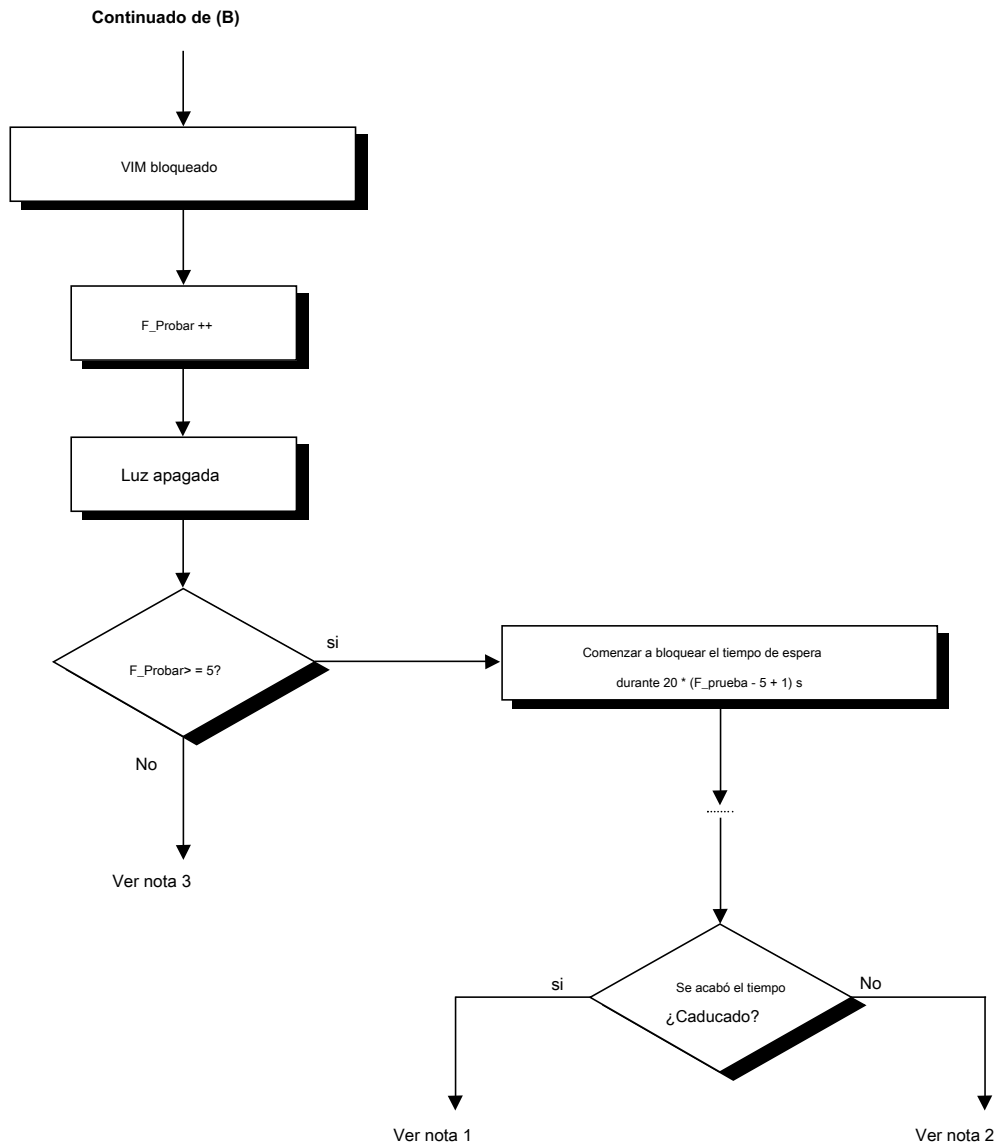 Continuado de (B)
VIM bloqueado
F_Probar ++
Luz apagada
F_Probar> = 5?
si
Comenzar a bloquear el tiempo de espera
durante 20 * (F_prueba - 5 + 1) s
No
Ver nota 3
.......
Se acabó el tiempo
¿Caducado?
si
No
Ver nota 1
Ver nota 2